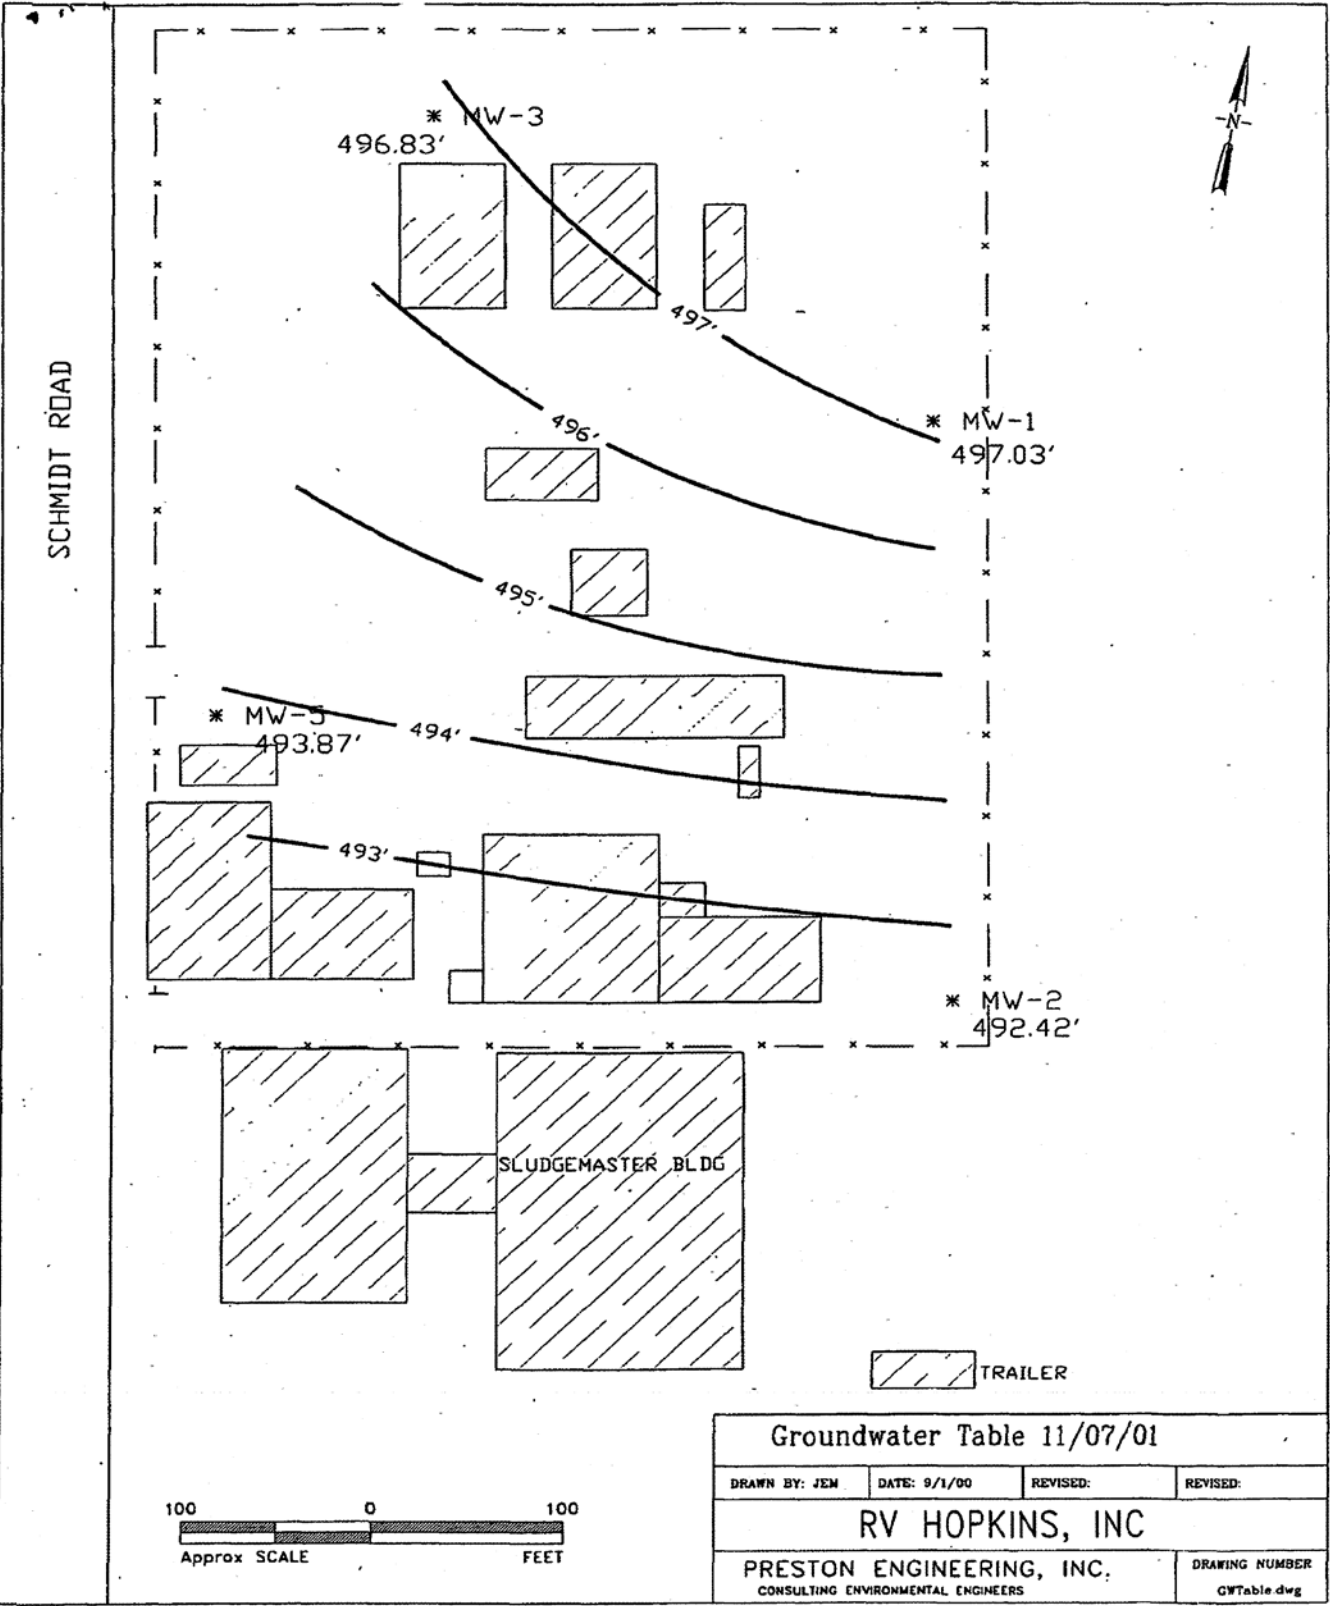 N
MW-3
496.83'
497'
MW-1
497.03'
496'
SCHMIDT ROAD
495'
MW-5
493.87'
494'
493'
MW-2
492.42'
SLUDGEMASTER BLDG
TRAILER
Groundwater Table 11/07/01
DRAWN BY: JEM DATE: 9/1/00 REVISED: REVISED:
RV HOPKINS, INC
PRESTON ENGINEERING, INC.
CONSULTING ENVIRONMENTAL ENGINEERS
DRAWING NUMBER
GWTable.dwg
100 0 100
Approx SCALE FEET